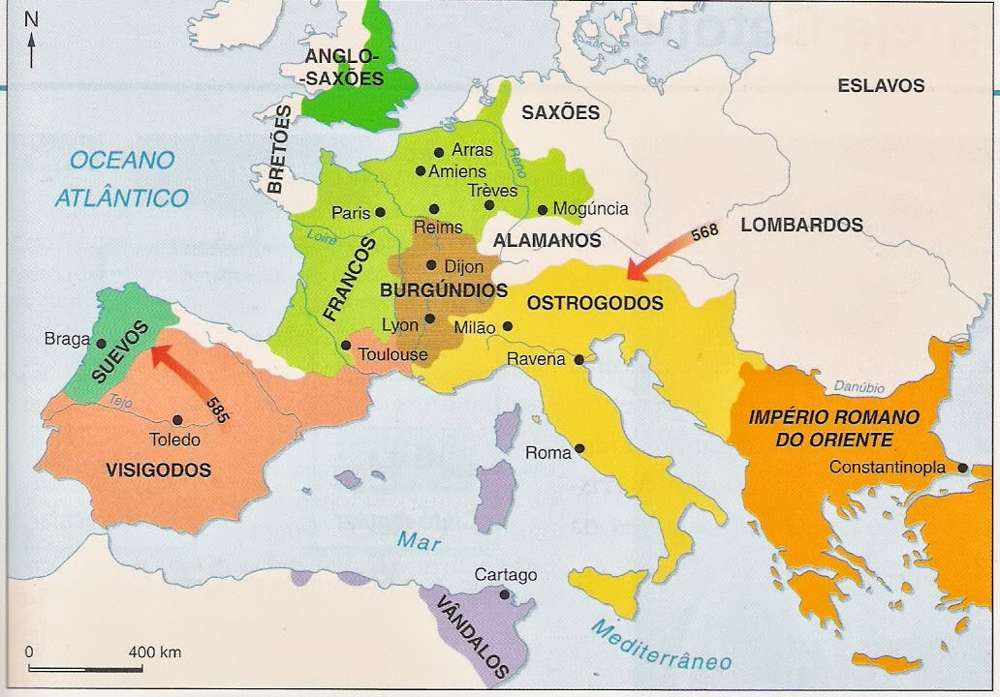 N
ANGLO-
-SAXÕES
ESLAVOS
SAXÕES
BRETÕES
OCEANO
ATLÂNTICO
Arras
Amiens
Reno
Trèves
Mogúncia
Paris
Reims
Loire
ALAMANOS
568
LOMBARDOS
FRANCOS
Dijon
BURGÚNDIOS
OSTROGODOS
Lyon
Milão
Braga
SUEVOS
Toulouse
Ravena
Danúbio
Tejo
585
IMPÉRIO ROMANO
DO ORIENTE
Toledo
Roma
Constantinopla
VISIGODOS
Mar
Cartago
VÂNDALOS
Mediterrâneo
0
400 km